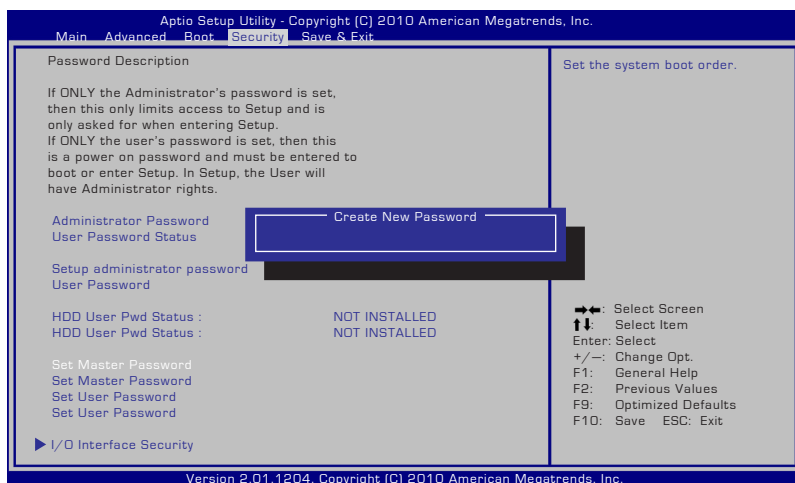 Aptio Setup Utility - Copyright (C) 2010 American Megatrends, Inc.
Main Advanced Boot Security Save & Exit
Password Description
If ONLY the Administrator's password is set,
then this only limits access to Setup and is
only asked for when entering Setup.
If ONLY the user's password is set, then this
is a power on password and must be entered to
boot or enter Setup. In Setup, the User will
have Administrator rights.
Administrator Password
User Password Status
Create New Password
Setup administrator password
User Password
HDD User Pwd Status : NOT INSTALLED
HDD User Pwd Status : NOT INSTALLED
Set Master Password
Set Master Password
Set User Password
Set User Password
I/O Interface Security
Set the system boot order.
→←: Select Screen
↑↓: Select Item
Enter: Select
+/—: Change Opt.
F1: General Help
F2: Previous Values
F9: Optimized Defaults
F10: Save ESC: Exit
Version 2.01.1204. Copyright (C) 2010 American Megatrends, Inc.